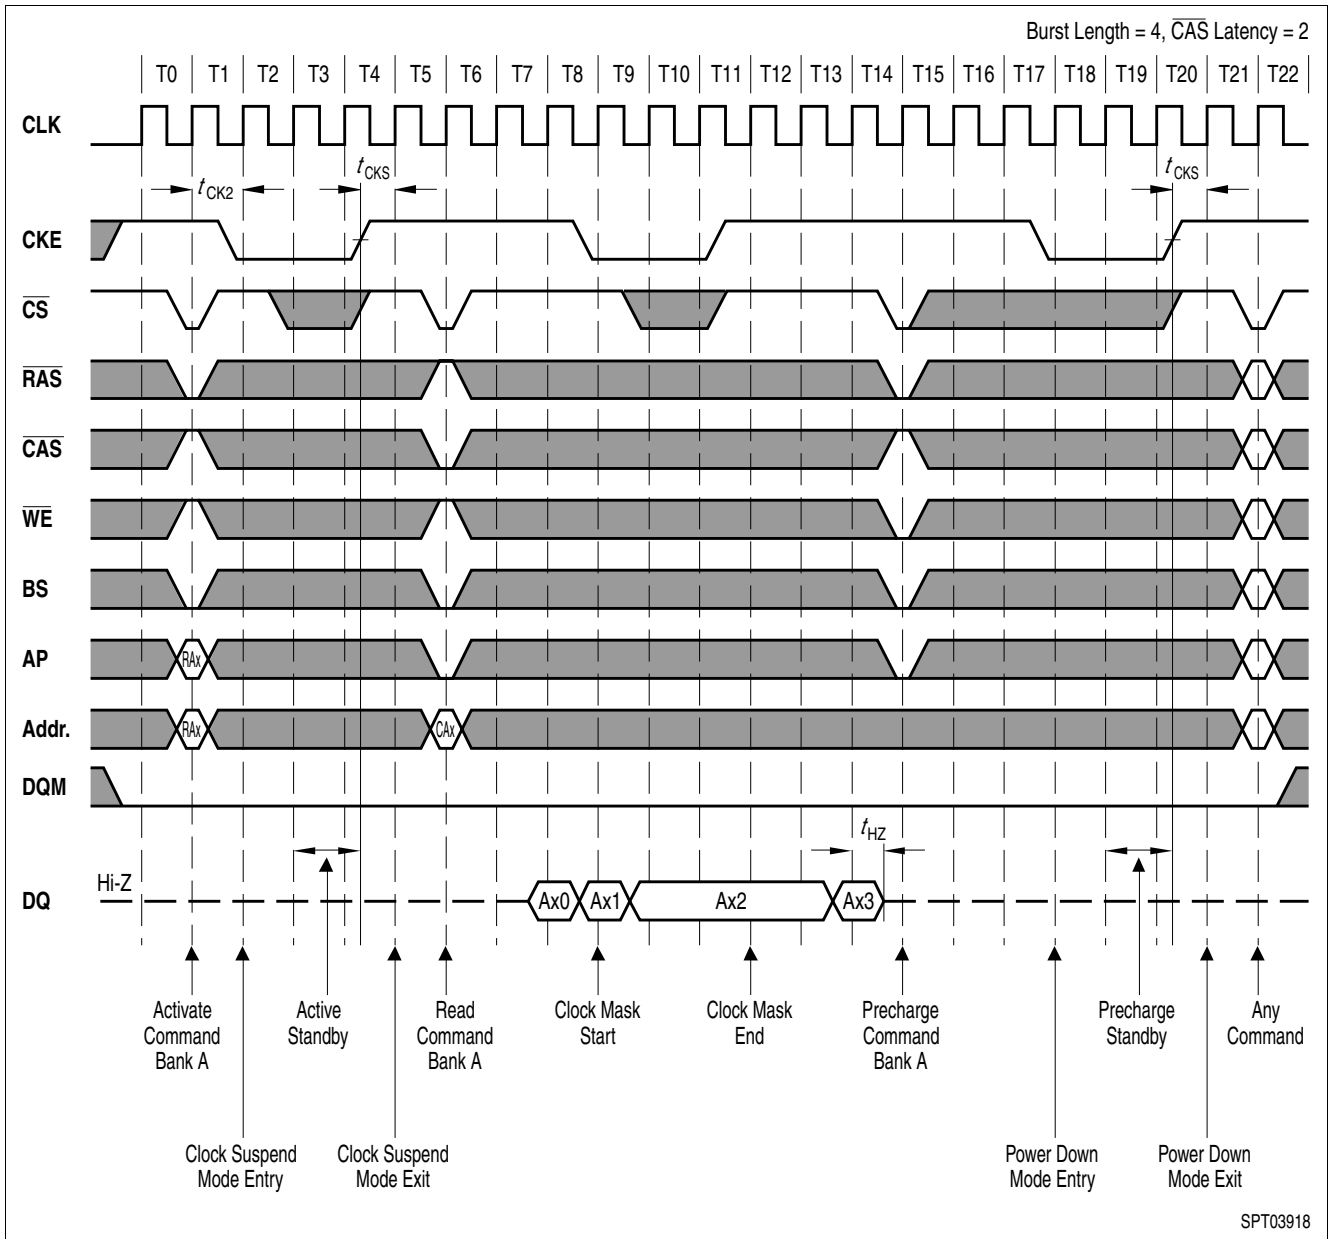 Burst Length = 4, CAS Latency = 2
T0 T1 T2 T3 T4 T5 T6 T7 T8 T9 T10 T11 T12 T13 T14 T15 T16 T17 T18 T19 T20 T21 T22
CLK
tCK2 tCKS tCKS
CKE
CS
RAS
CAS
WE
BS
AP RAx
Addr. RAx CAx
DQM
tHZ
DQ Hi-Z Ax0 Ax1 Ax2 Ax3
Activate Command Bank A
Active Standby
Read Command Bank A
Clock Mask Start
Clock Mask End
Precharge Command Bank A
Precharge Standby
Any Command
Clock Suspend Mode Entry
Clock Suspend Mode Exit
Power Down Mode Entry
Power Down Mode Exit
SPT03918